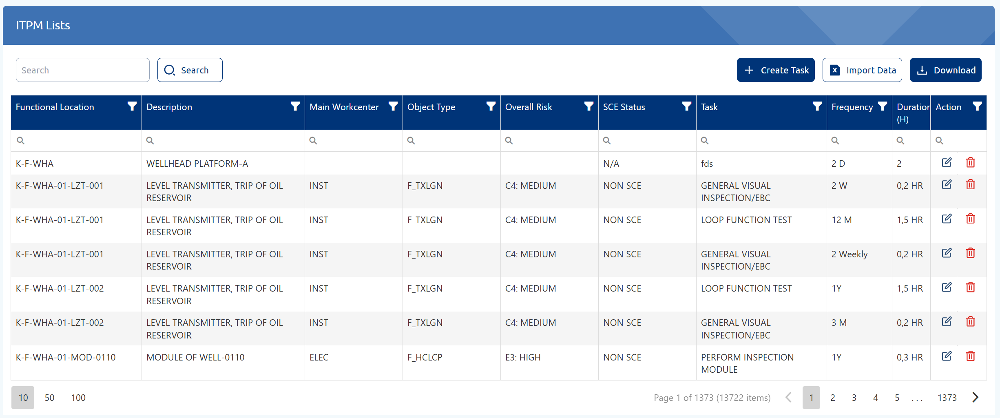 ITPM Lists
Search
Search
Create Task
Import Data
Download
Functional Location
Description
Main Workcenter
Object Type
Overall Risk
SCE Status
Task
Frequency
Duration
(H)
Action
K-F-WHA
WELLHEAD PLATFORM-A
N/A
fds
2 D
2
K-F-WHA-01-LZT-001
LEVEL TRANSMITTER, TRIP OF OIL
RESERVOIR
INST
F_TXLGN
C4: MEDIUM
NON SCE
GENERAL VISUAL
INSPECTION/EBC
2 W
0,2 HR
K-F-WHA-01-LZT-001
LEVEL TRANSMITTER, TRIP OF OIL
RESERVOIR
INST
F_TXLGN
C4: MEDIUM
NON SCE
LOOP FUNCTION TEST
12 M
1,5 HR
K-F-WHA-01-LZT-001
LEVEL TRANSMITTER, TRIP OF OIL
RESERVOIR
INST
F_TXLGN
C4: MEDIUM
NON SCE
GENERAL VISUAL
INSPECTION/EBC
2 Weekly
0,2 HR
K-F-WHA-01-LZT-002
LEVEL TRANSMITTER, TRIP OF OIL
RESERVOIR
INST
F_TXLGN
C4: MEDIUM
NON SCE
LOOP FUNCTION TEST
1Y
1,5 HR
K-F-WHA-01-LZT-002
LEVEL TRANSMITTER, TRIP OF OIL
RESERVOIR
INST
F_TXLGN
C4: MEDIUM
NON SCE
GENERAL VISUAL
INSPECTION/EBC
3 M
0,2 HR
K-F-WHA-01-MOD-0110
MODULE OF WELL-0110
ELEC
F_HCLCP
E3: HIGH
NON SCE
PERFORM INSPECTION
MODULE
1Y
0,3 HR
10 50 100
Page 1 of 1373 (13722 items)
1 2 3 4 5 ... 1373